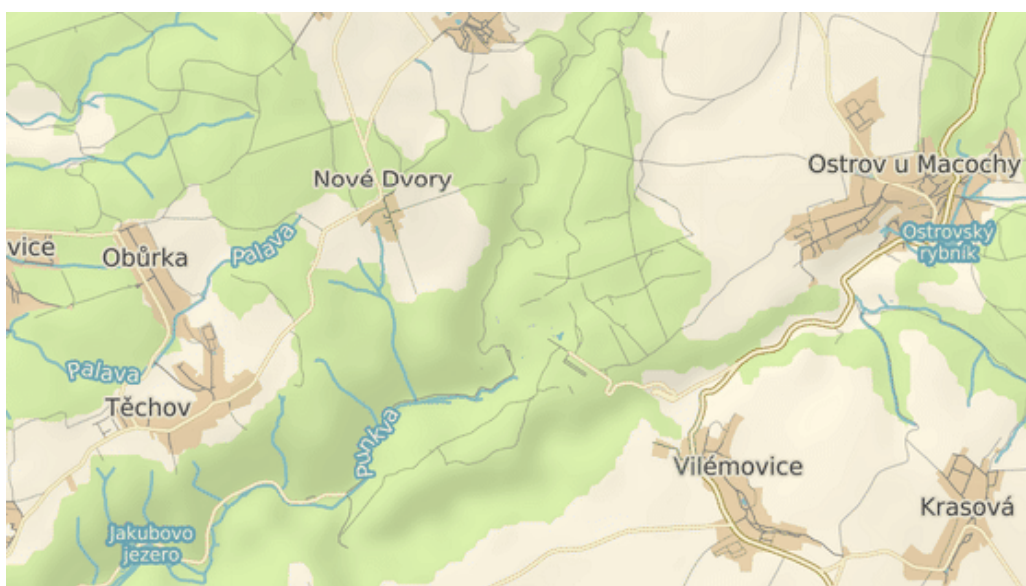 Ostrov u Macochy
Nové Dvory
Ostrovský
rybník
vice
Obůrka
Palava
Palava
Těchov
Punkva
Vilémovice
Krasová
Jakubovo
jezero